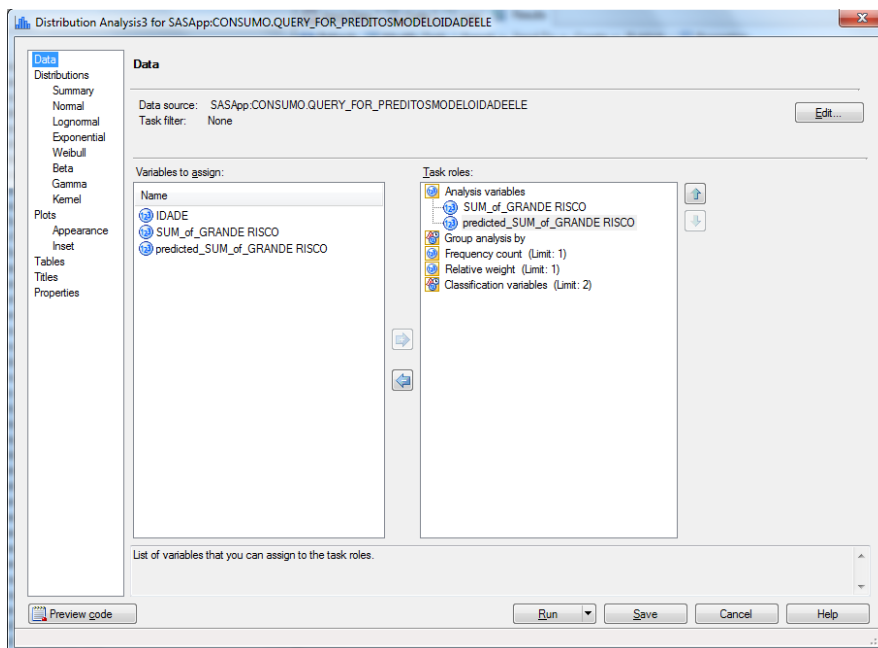 Distribution Analysis3 for SASApp:CONSUMO.QUERY_FOR_PREDITOSMODELOIDADEELE
Data
Distributions
Summary
Normal
Lognormal
Exponential
Weibull
Beta
Gamma
Kernel
Plots
Appearance
Inset
Tables
Titles
Properties
Data
Data source: SASApp:CONSUMO.QUERY_FOR_PREDITOSMODELOIDADEELE
Task filter: None
Edit...
Variables to assign:
Name
IDADE
SUM_of_GRANDE RISCO
predicted_SUM_of_GRANDE RISCO
Task roles:
Analysis variables
SUM_of_GRANDE RISCO
predicted_SUM_of_GRANDE RISCO
Group analysis by
Frequency count (Limit: 1)
Relative weight (Limit: 1)
Classification variables (Limit: 2)
List of variables that you can assign to the task roles.
Preview code
Run
Save
Cancel
Help